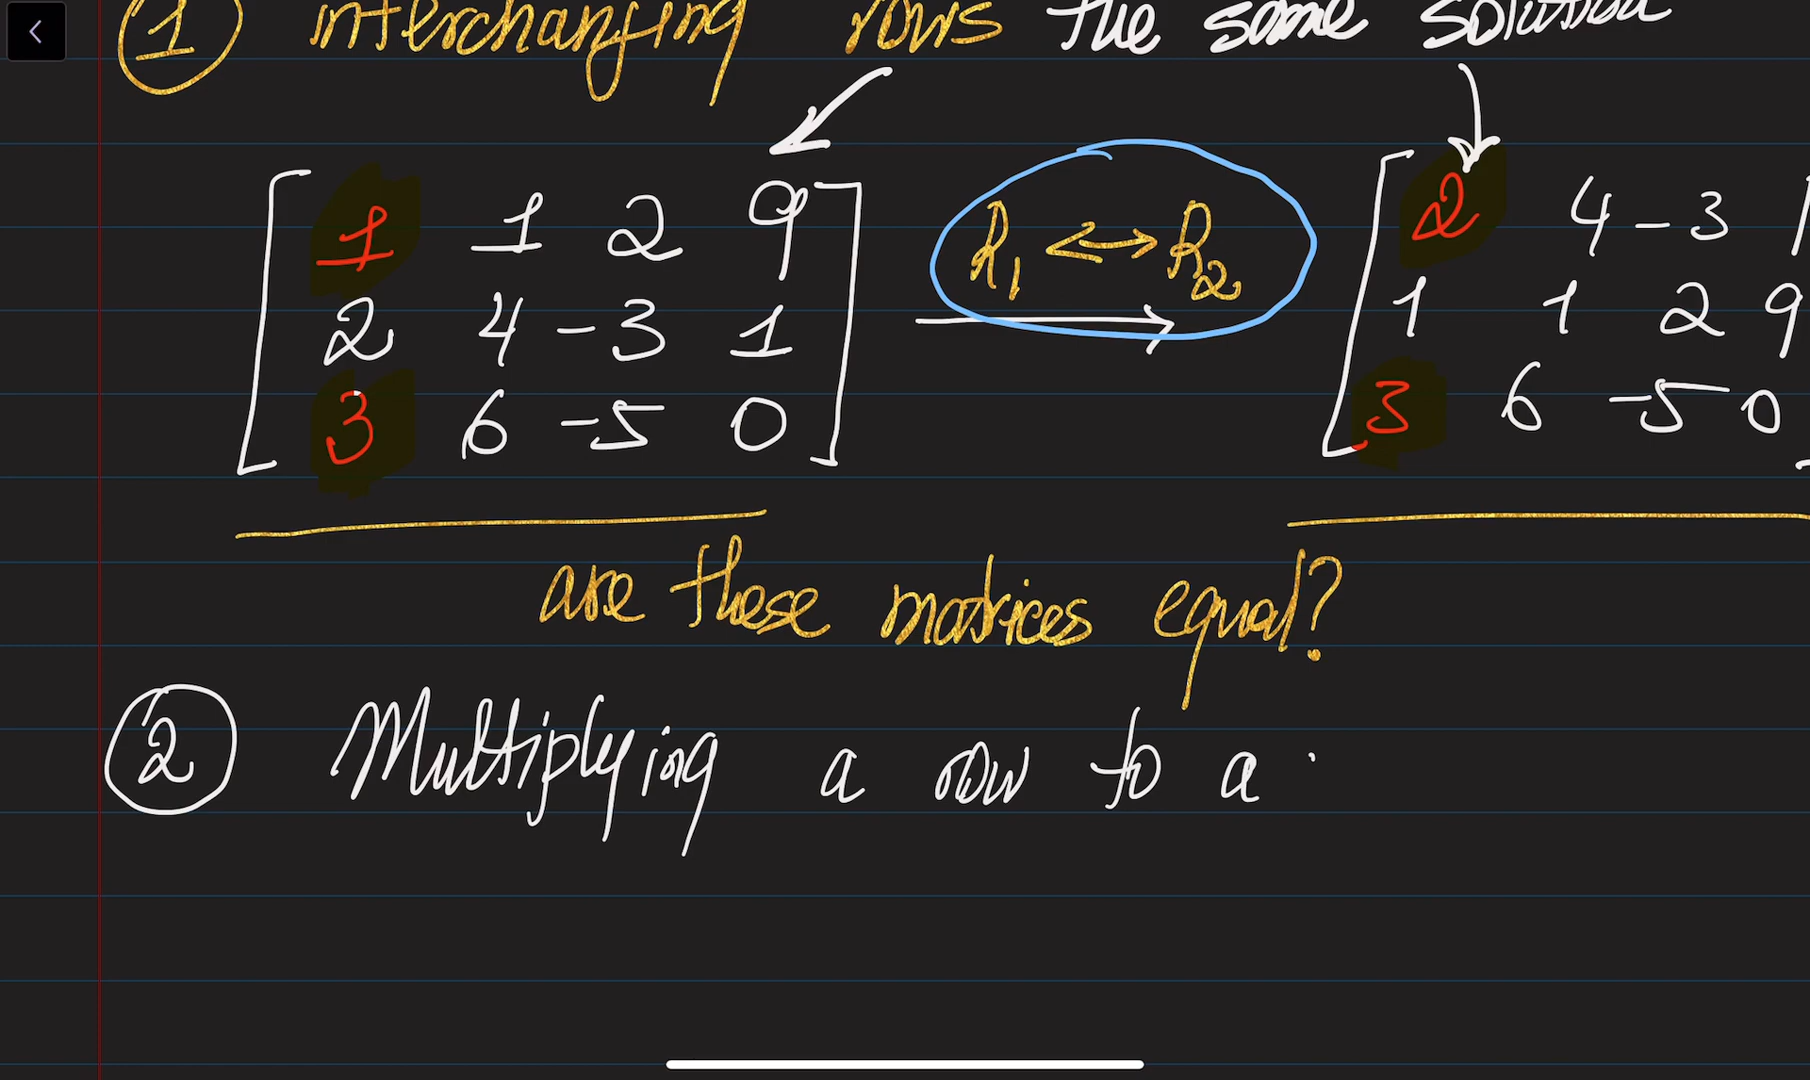 1 interchanging rows the same solution
1 1 2 9 R1 <-> R2 2 4 -3 1
2 4 -3 1 1 1 2 9
3 6 -5 0 3 6 -5 0
are these matrices equal?
2 Multiplying a row to a